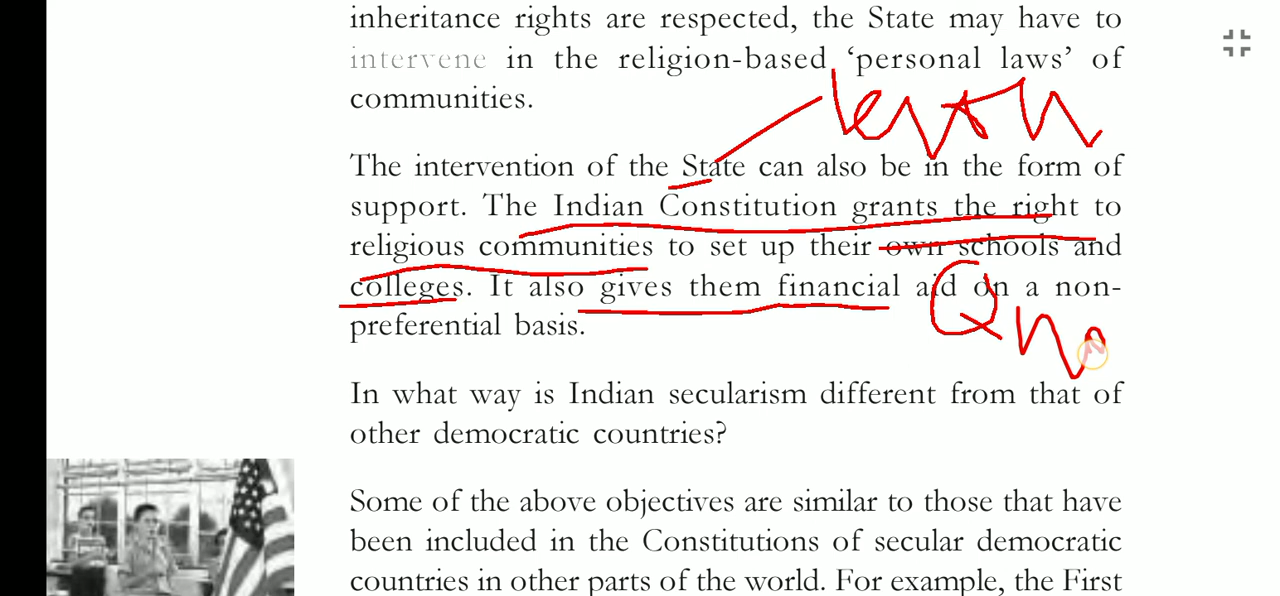 inheritance rights are respected, the State may have to
intervene in the religion-based 'personal laws' of
communities.
The intervention of the State can also be in the form of
support. The Indian Constitution grants the right to
religious communities to set up their own schools and
colleges. It also gives them financial aid on a non-
preferential basis.
In what way is Indian secularism different from that of
other democratic countries?
Some of the above objectives are similar to those that have
been included in the Constitutions of secular democratic
countries in other parts of the world. For example, the First